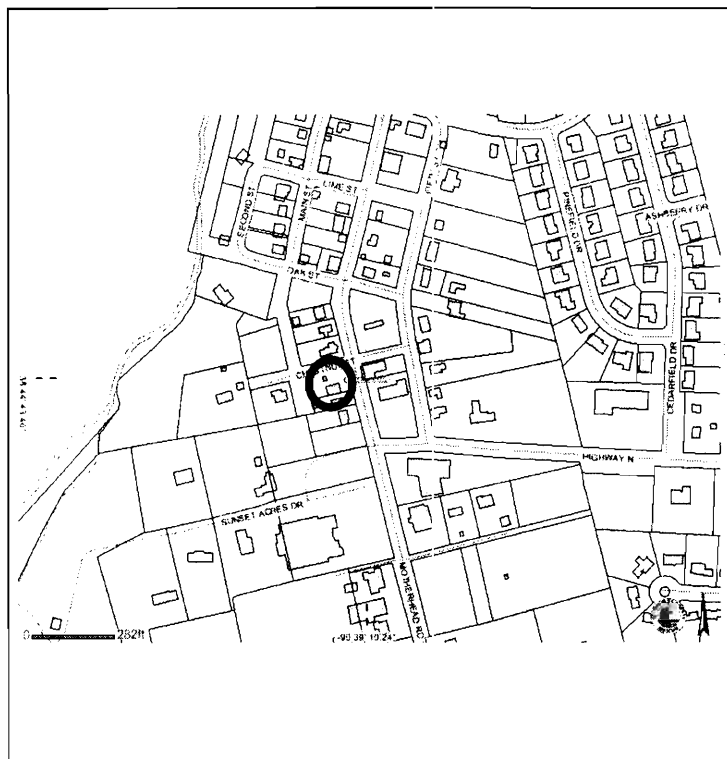 LIME ST
MAIN ST
SECOND ST
OAK ST
PINEFIELD DR
ASHBERRY DR
CEDARFIELD DR
HIGHWAY N
SUNSET ACRES DR
MOTHERHEAD RD
0
282ft